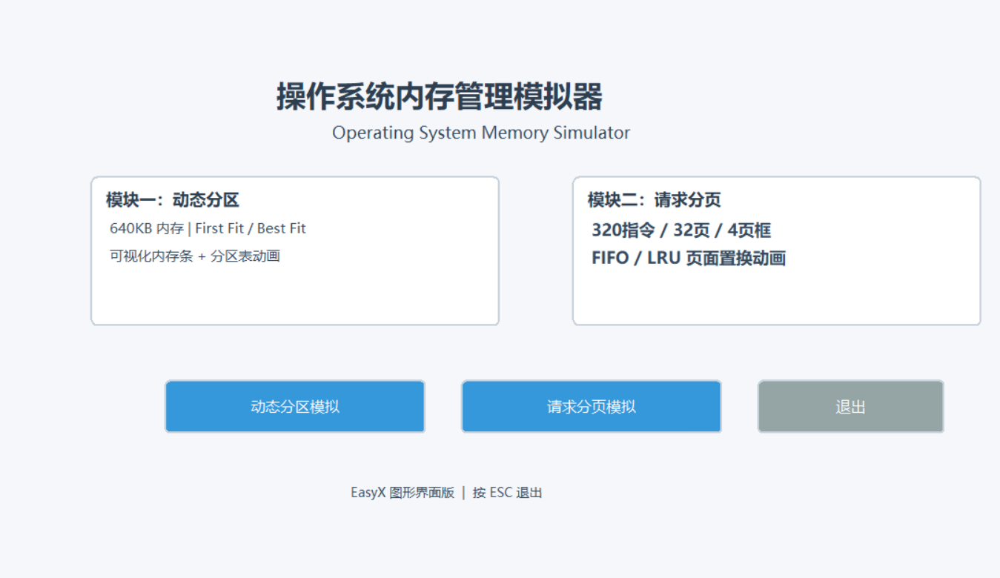 操作系统内存管理模拟器
Operating System Memory Simulator
模块一：动态分区
640KB 内存 | First Fit / Best Fit
可视化内存条 + 分区表动画
模块二：请求分页
320指令 / 32页 / 4页框
FIFO / LRU 页面置换动画
动态分区模拟
请求分页模拟
退出
EasyX 图形界面版 | 按 ESC 退出